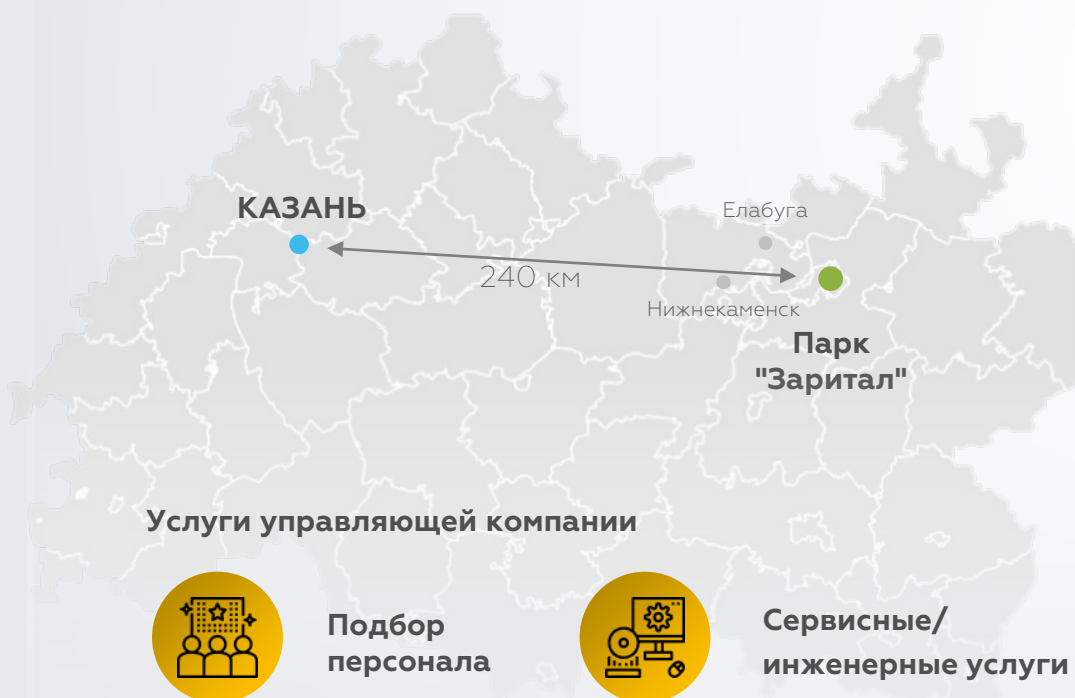 КАЗАНЬ
Елабуга
240 км
Нижнекаменск
Парк
"Заритал"
Услуги управляющей компании
Подбор
персонала
Сервисные/
инженерные услуги